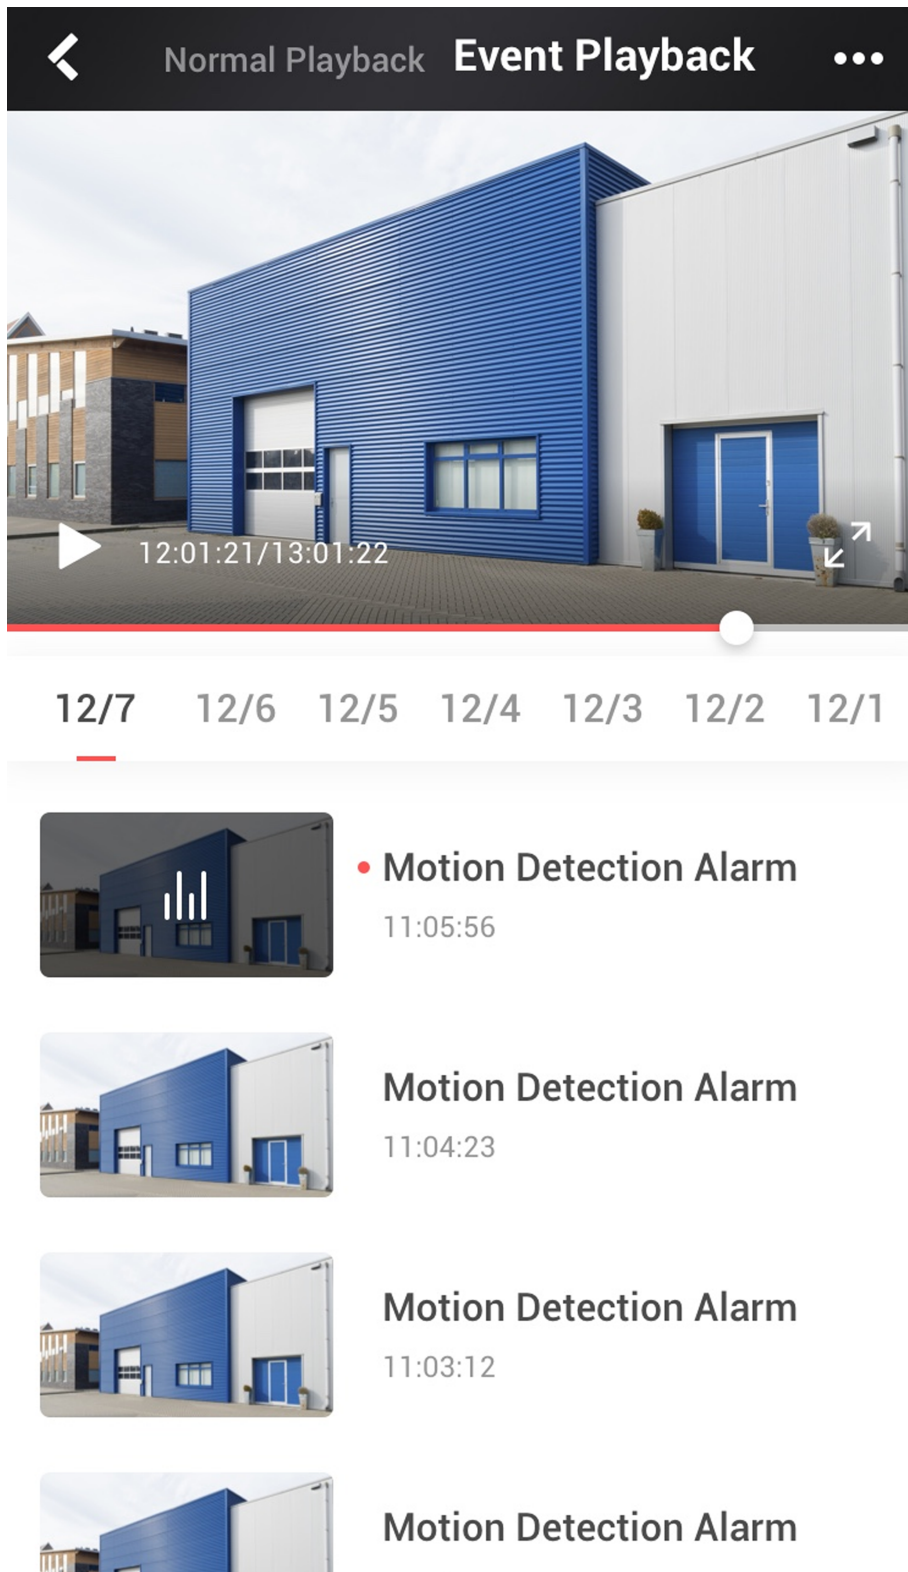 Normal Playback Event Playback
12:01:21/13:01:22
12/7 12/6 12/5 12/4 12/3 12/2 12/1
Motion Detection Alarm
11:05:56
Motion Detection Alarm
11:04:23
Motion Detection Alarm
11:03:12
Motion Detection Alarm